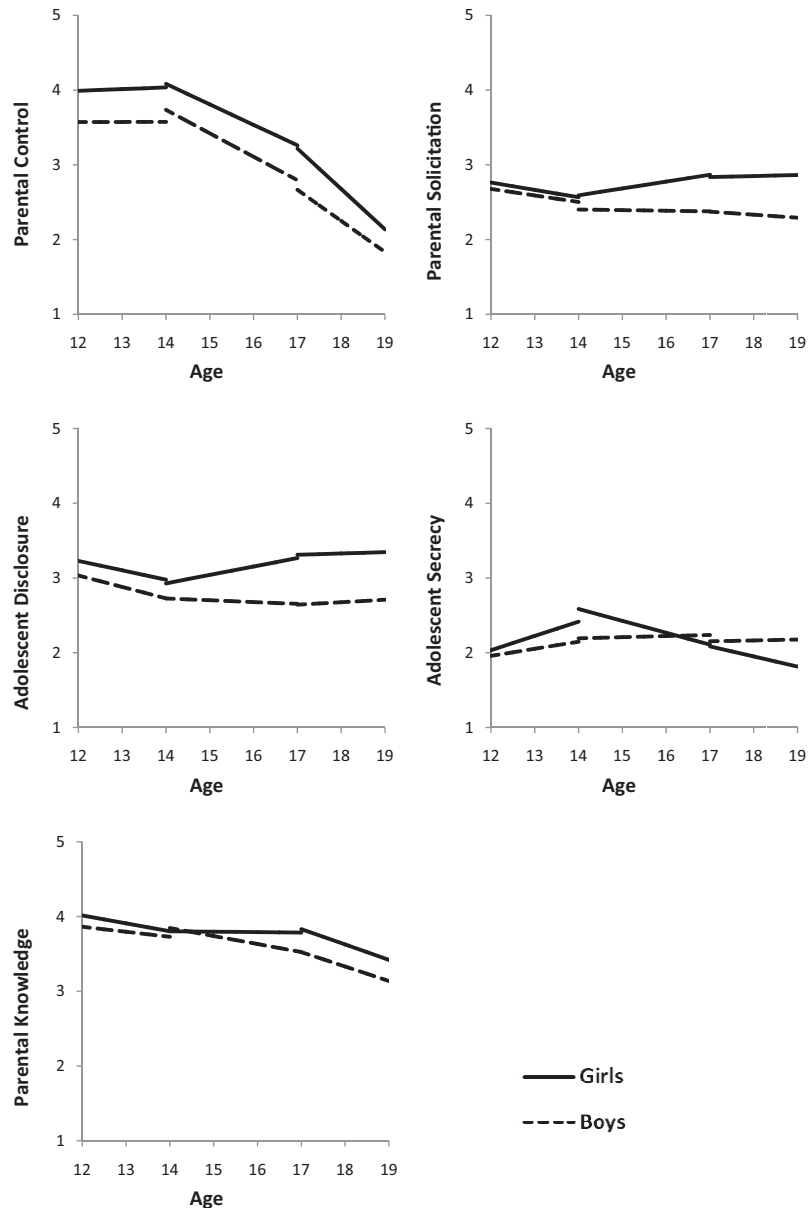 5
4
3
2
1
Parental Control
12 13 14 15 16 17 18 19
Age
5
4
3
2
1
Parental Solicitation
12 13 14 15 16 17 18 19
Age
5
4
3
2
1
Adolescent Disclosure
12 13 14 15 16 17 18 19
Age
5
4
3
2
1
Adolescent Secrecy
12 13 14 15 16 17 18 19
Age
5
4
3
2
1
Parental Knowledge
12 13 14 15 16 17 18 19
Age
Girls
Boys